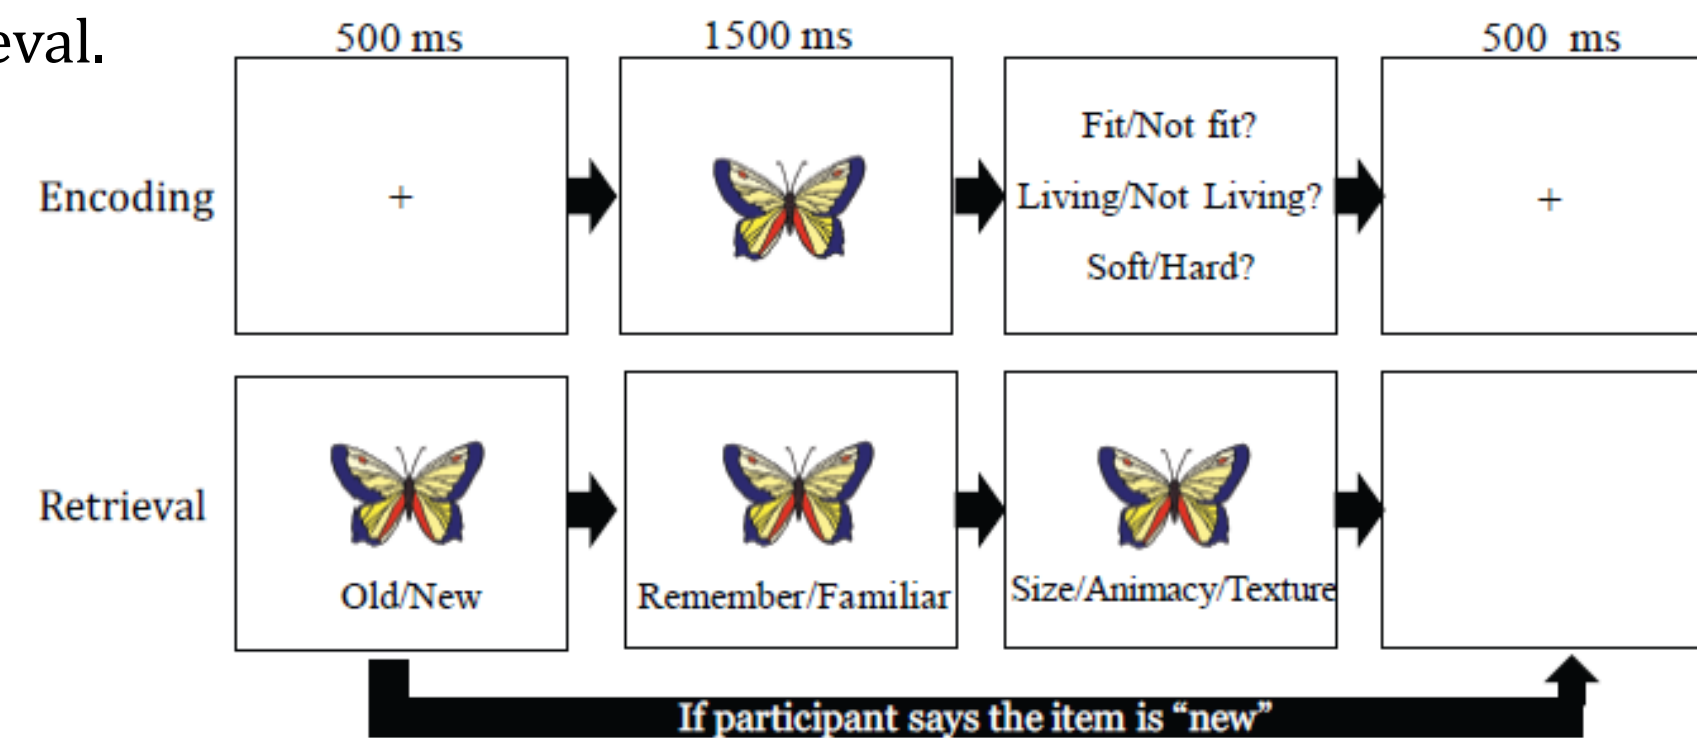 eval.
500 ms
1500 ms
500 ms
Encoding
+
Fit/Not fit?
Living/Not Living?
Soft/Hard?
+
Retrieval
Old/New
Remember/Familiar
Size/Animacy/Texture
If participant says the item is “new”